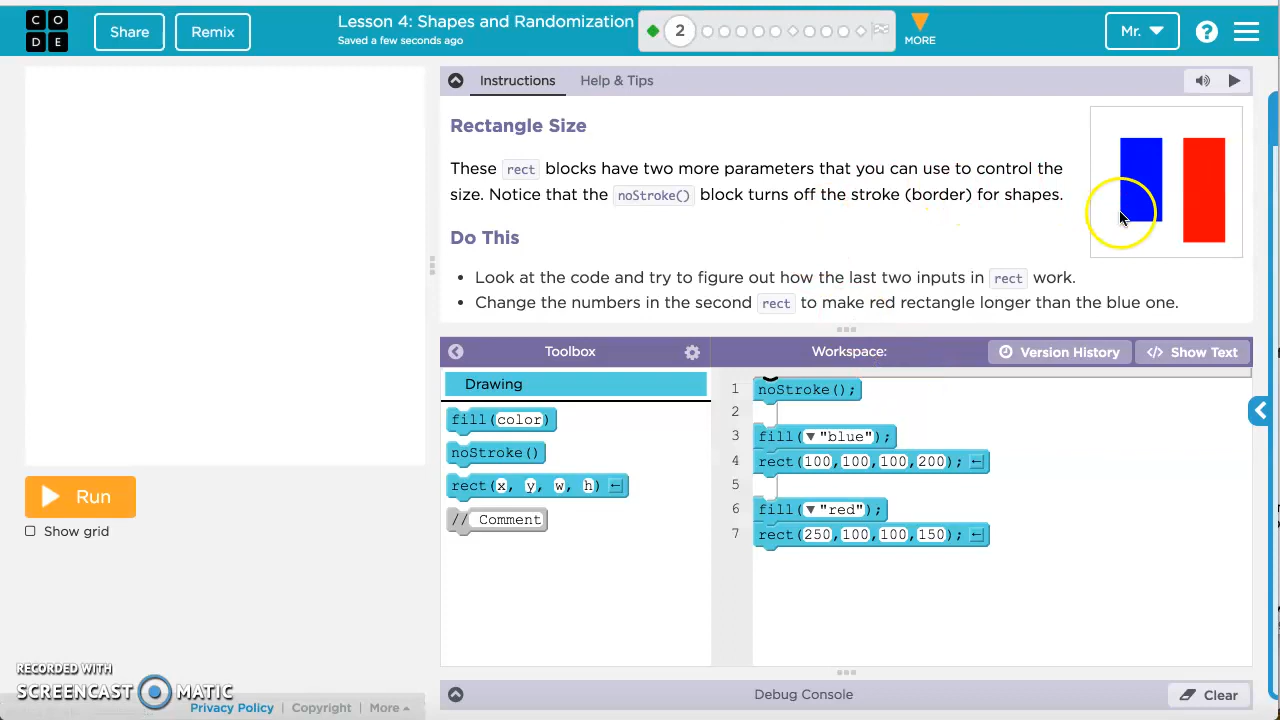 CO
DE
Share
Remix
Lesson 4: Shapes and Randomization
Saved a few seconds ago
2
MORE
Mr.
?
Instructions
Help & Tips
Rectangle Size
These rect blocks have two more parameters that you can use to control the
size. Notice that the noStroke() block turns off the stroke (border) for shapes.
Do This
• Look at the code and try to figure out how the last two inputs in rect work.
• Change the numbers in the second rect to make red rectangle longer than the blue one.
Toolbox
Workspace:
Version History
</> Show Text
Drawing
fill(color)
noStroke()
rect(x, y, w, h)
// Comment
1 noStroke();
2
3 fill("blue");
4 rect(100,100,100,200);
5
6 fill("red");
7 rect(250,100,100,150);
Run
Show grid
RECORDED WITH
SCREENCAST MATIC
Privacy Policy | Copyright | More
Debug Console
Clear